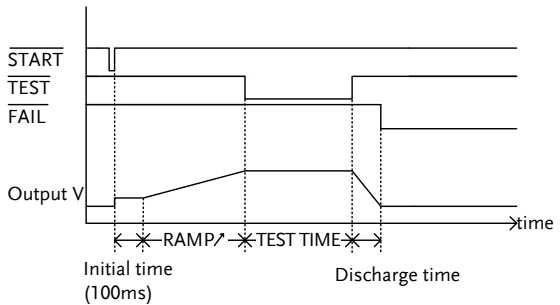 START
TEST
FAIL
Output V
time
RAMP↗ TEST TIME
Initial time
(100ms)
Discharge time